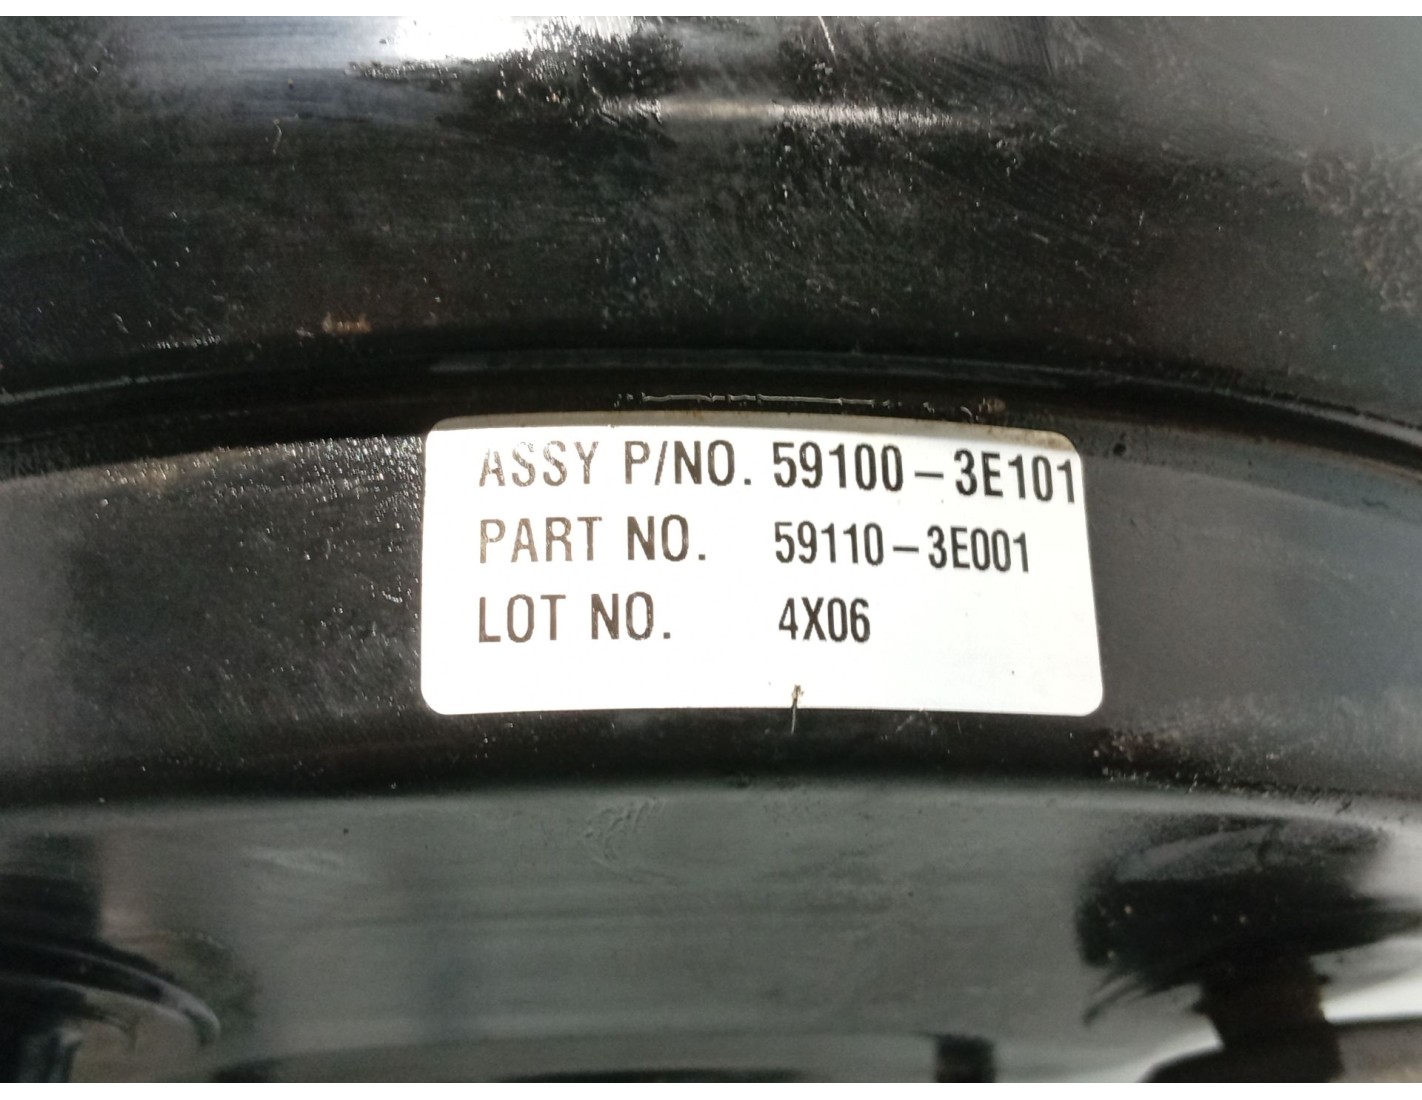 ASSY P/NO. 59100-3E101
PART NO. 59110-3E001
LOT NO. 4X06